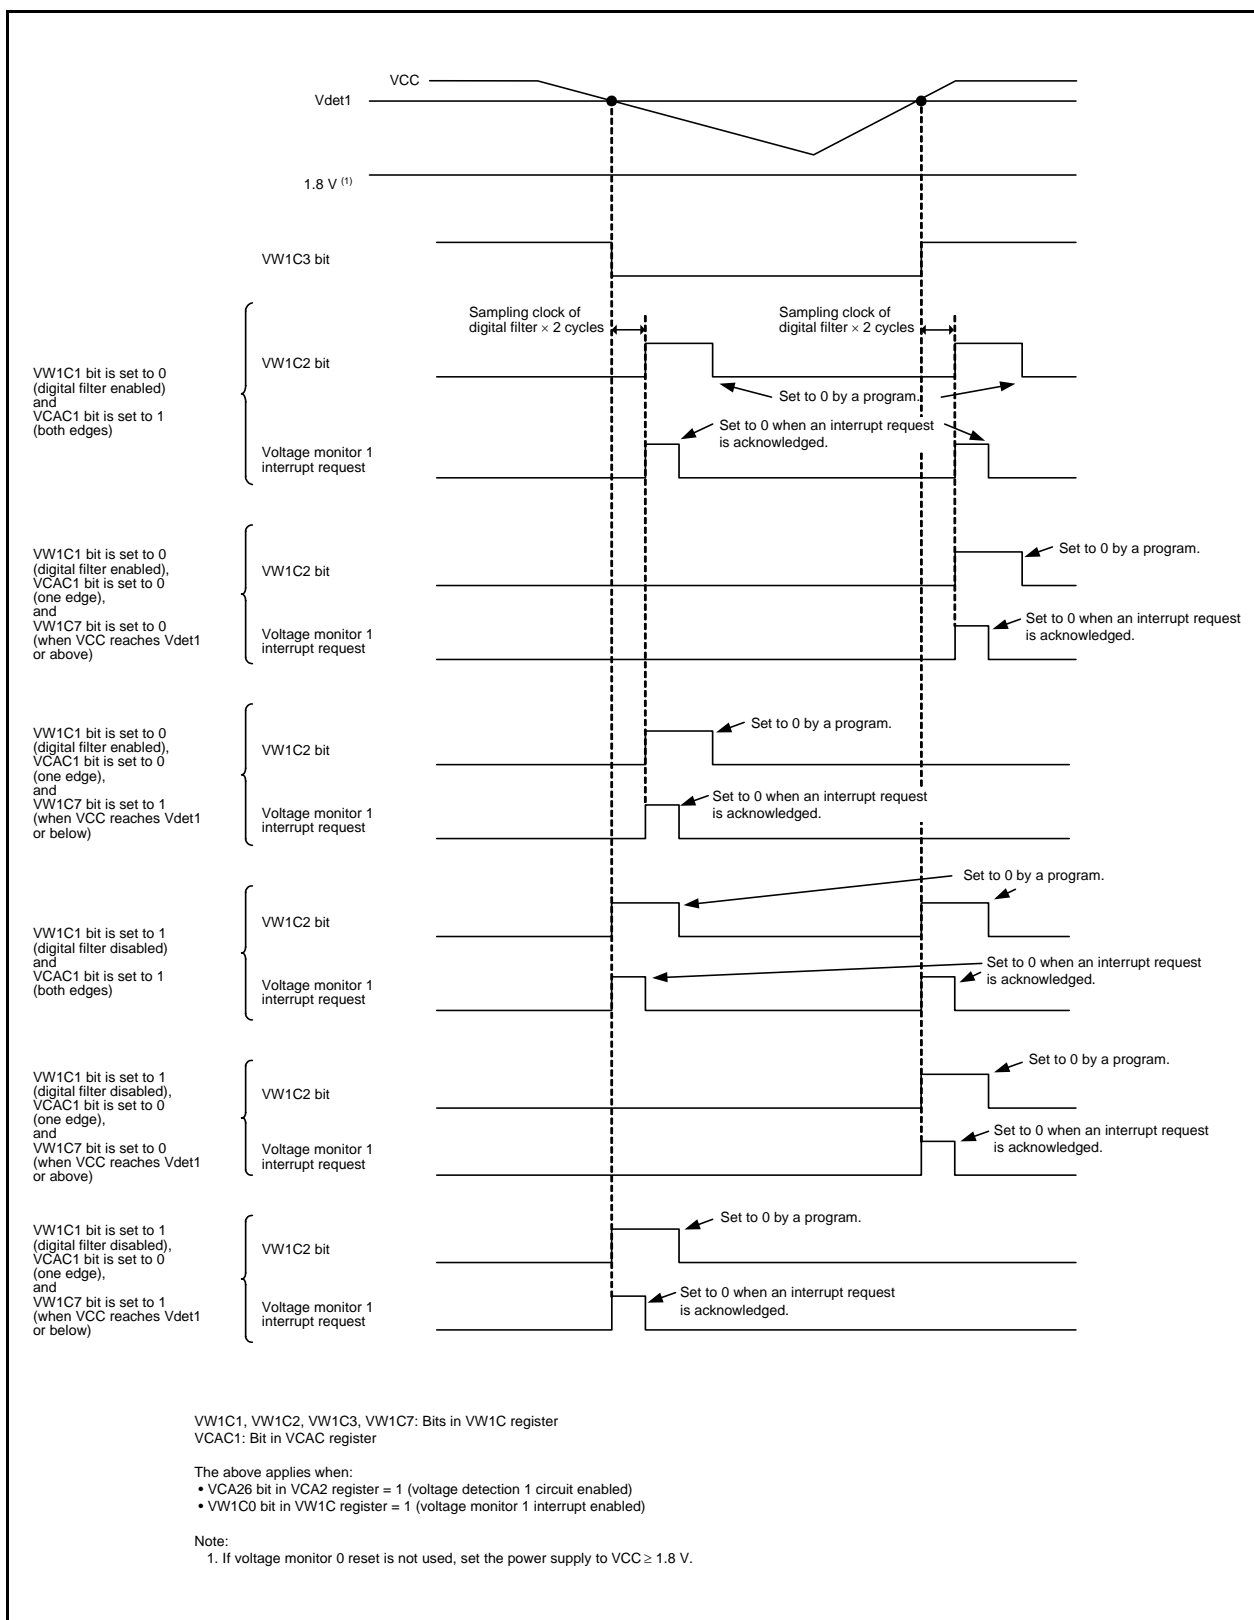 VCC
Vdet1
1.8 V (1)
VW1C3 bit
Sampling clock of
digital filter × 2 cycles
Sampling clock of
digital filter × 2 cycles
VW1C1 bit is set to 0
(digital filter enabled)
and
VCAC1 bit is set to 1
(both edges)
VW1C2 bit
Set to 0 by a program.
Set to 0 when an interrupt request
is acknowledged.
Voltage monitor 1
interrupt request
VW1C1 bit is set to 0
(digital filter enabled),
VCAC1 bit is set to 0
(one edge),
and
VW1C7 bit is set to 0
(when VCC reaches Vdet1
or above)
VW1C2 bit
Set to 0 by a program.
Voltage monitor 1
interrupt request
Set to 0 when an interrupt request
is acknowledged.
VW1C1 bit is set to 0
(digital filter enabled),
VCAC1 bit is set to 0
(one edge),
and
VW1C7 bit is set to 1
(when VCC reaches Vdet1
or below)
VW1C2 bit
Set to 0 by a program.
Voltage monitor 1
interrupt request
Set to 0 when an interrupt request
is acknowledged.
VW1C1 bit is set to 1
(digital filter disabled)
and
VCAC1 bit is set to 1
(both edges)
VW1C2 bit
Set to 0 by a program.
Voltage monitor 1
interrupt request
Set to 0 when an interrupt request
is acknowledged.
VW1C1 bit is set to 1
(digital filter disabled),
VCAC1 bit is set to 0
(one edge),
and
VW1C7 bit is set to 0
(when VCC reaches Vdet1
or above)
VW1C2 bit
Set to 0 by a program.
Voltage monitor 1
interrupt request
Set to 0 when an interrupt request
is acknowledged.
VW1C1 bit is set to 1
(digital filter disabled),
VCAC1 bit is set to 0
(one edge),
and
VW1C7 bit is set to 1
(when VCC reaches Vdet1
or below)
VW1C2 bit
Set to 0 by a program.
Voltage monitor 1
interrupt request
Set to 0 when an interrupt request
is acknowledged.
VW1C1, VW1C2, VW1C3, VW1C7: Bits in VW1C register
VCAC1: Bit in VCAC register
The above applies when:
• VCA26 bit in VCA2 register = 1 (voltage detection 1 circuit enabled)
• VW1C0 bit in VW1C register = 1 (voltage monitor 1 interrupt enabled)
Note:
1. If voltage monitor 0 reset is not used, set the power supply to VCC ≥ 1.8 V.